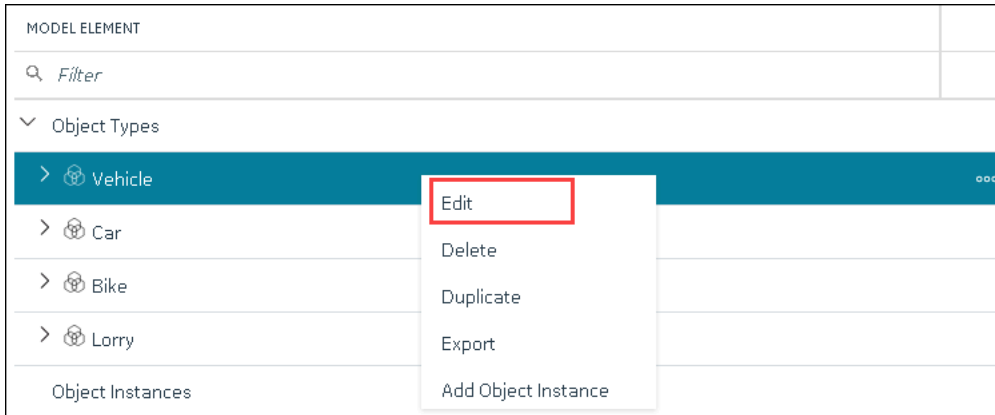 MODEL ELEMENT
Filter
Object Types
Vehicle
Edit
Car
Delete
Bike
Duplicate
Lorry
Export
Object Instances
Add Object Instance